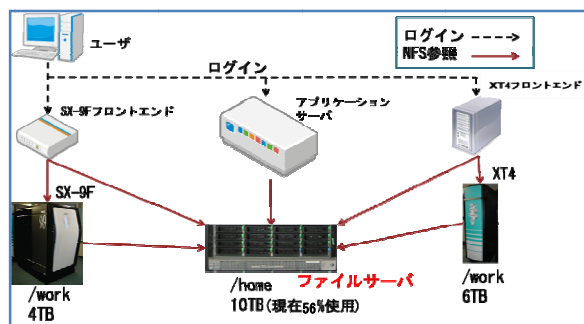 ユーザ
ログイン
NFS参照
ログイン
SX-9Fフロントエンド
アプリケーション
サーバ
XT4フロントエンド
SX-9F
XT4
/work
4TB
/home
ファイルサーバ
10TB(現在56%使用)
/work
6TB